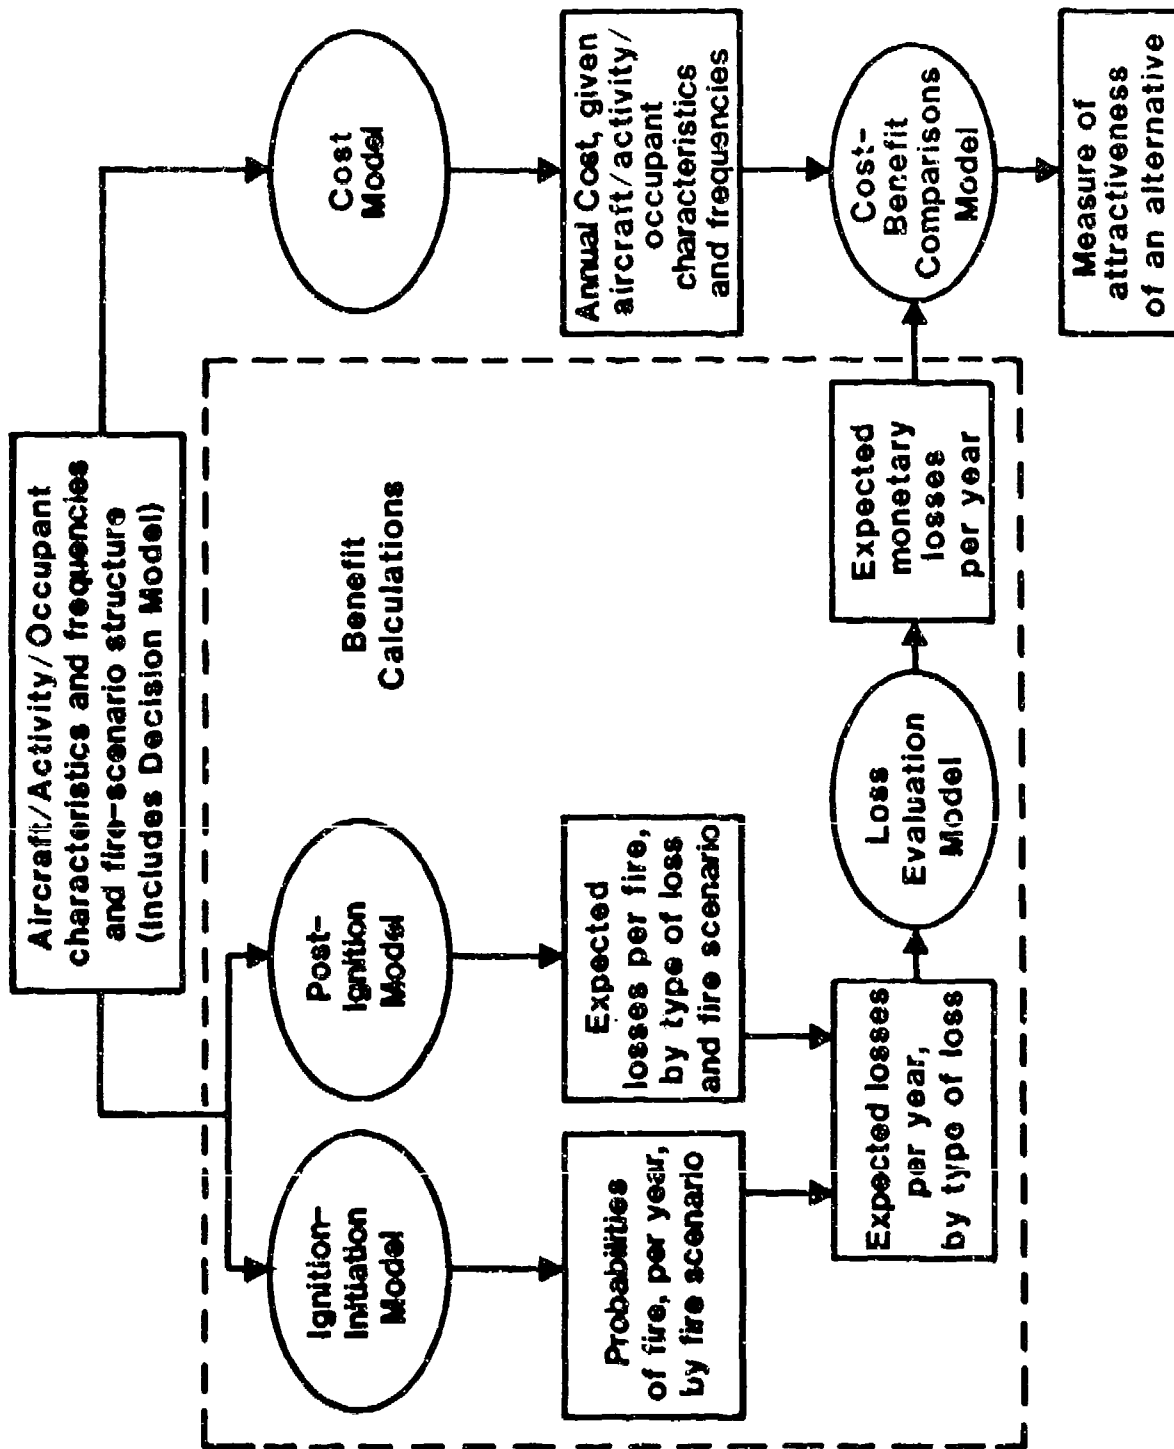 Aircraft/Activity/Occupant
characteristics and frequencies
and fire-scenario structure
(Includes Decision Model)
Ignition-
Initiation
Model
Post-
Ignition
Model
Benefit
Calculations
Cost
Model
Probabilities
of fire, per year,
by fire scenario
Expected
losses per fire,
by type of loss
and fire scenario
Annual Cost, given
aircraft/activity/
occupant
characteristics
and frequencies
Expected losses
per year,
by type of loss
Loss
Evaluation
Model
Expected
monetary
losses
per year
Cost-
Benefit
Comparisons
Model
Measure of
attractiveness
of an alternative